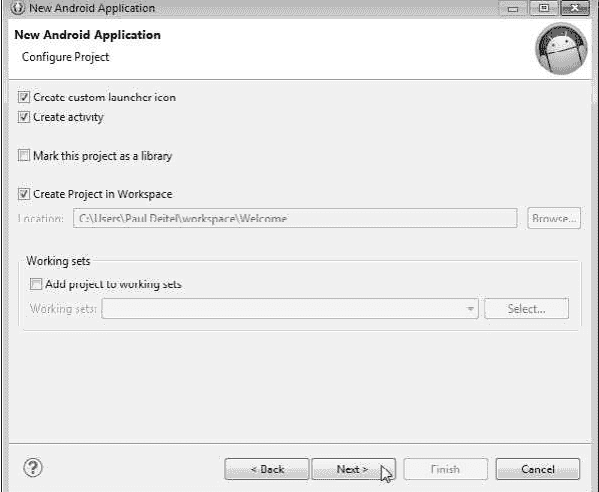 New Android Application
New Android Application
Configure Project
Create custom launcher icon
Create activity
Mark this project as a library
Create Project in Workspace
Location: C:\Users\Paul Deitel\workspace\Welcome Browse...
Working sets
Add project to working sets
Working sets: Select...
? < Back Next > Finish Cancel